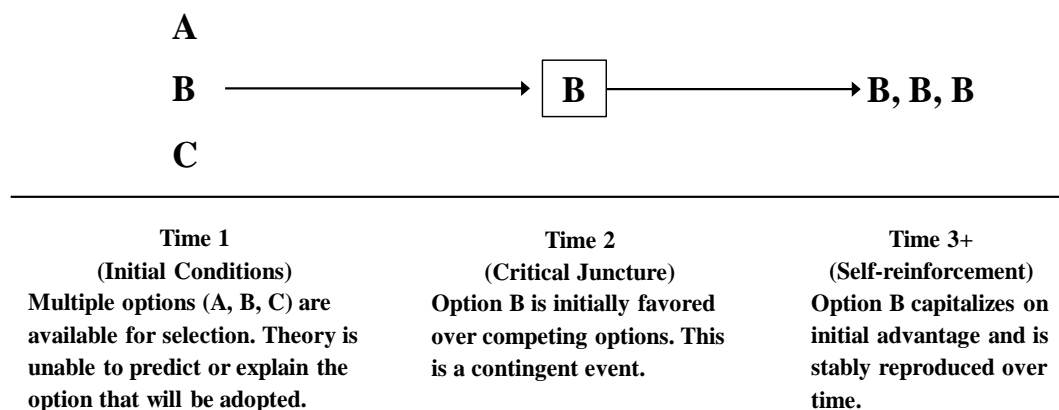 A
B
B
B, B, B
C
Time 1
(Initial Conditions)
Multiple options (A, B, C) are
available for selection. Theory is
unable to predict or explain the
option that will be adopted.
Time 2
(Critical Juncture)
Option B is initially favored
over competing options. This
is a contingent event.
Time 3+
(Self-reinforcement)
Option B capitalizes on
initial advantage and is
stably reproduced over
time.